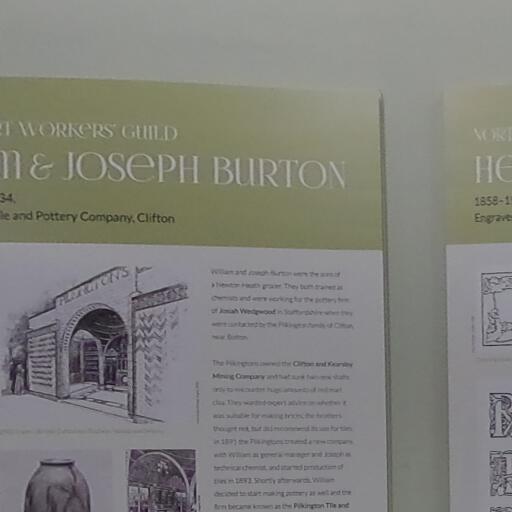 WORKERS' GUILD
& JOSEPH BURTON
34,
le and Pottery Company, Clifton
PILKINGTONS
William and Joseph Burton were the sons of
a Newton Heath grocer. They both trained as
chemists and were working for the pottery firm
of Josiah Wedgwood in Staffordshire when they
were contacted by the Pilkington family of Clifton,
near Bolton.
The Pilkingtons owned the Clifton and Kearsley
Mining Company and had sunk two new shafts
only to encounter huge amounts of red marl
clay. They wanted expert advice on whether it
was suitable for making bricks; the brothers
thought not, but did recommend its use for tiles.
In 1891 the Pilkingtons created a new company
with William as general manager and Joseph as
technical chemist, and started production of
tiles in 1893. Shortly afterwards, William
decided to start making pottery as well and the
firm became known as the Pilkington Tile and
NORT
HE
1858-1
Engrave